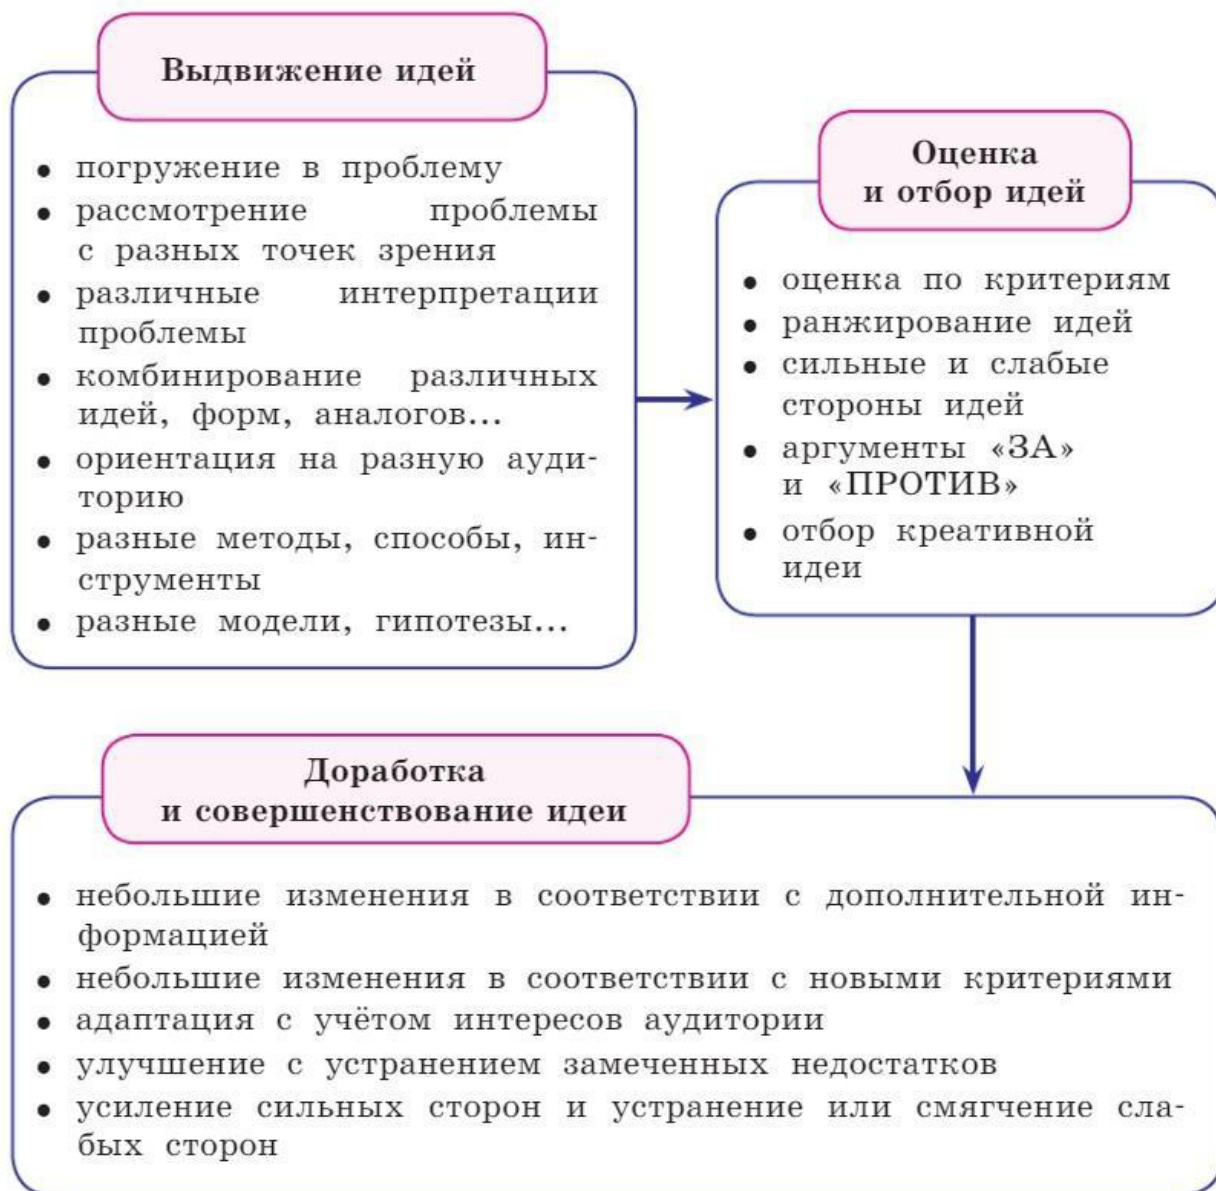 Выдвижение идей
• погружение в проблему
• рассмотрение проблемы
с разных точек зрения
• различные интерпретации
проблемы
• комбинирование различных
идей, форм, аналогов...
• ориентация на разную ауди-
торию
• разные методы, способы, ин-
струменты
• разные модели, гипотезы...
Оценка
и отбор идей
• оценка по критериям
• ранжирование идей
• сильные и слабые
стороны идей
• аргументы «ЗА»
и «ПРОТИВ»
• отбор креативной
идеи
Доработка
и совершенствование идеи
• небольшие изменения в соответствии с дополнительной ин-
формацией
• небольшие изменения в соответствии с новыми критериями
• адаптация с учётом интересов аудитории
• улучшение с устранением замеченных недостатков
• усиление сильных сторон и устранение или смягчение сла-
бых сторон